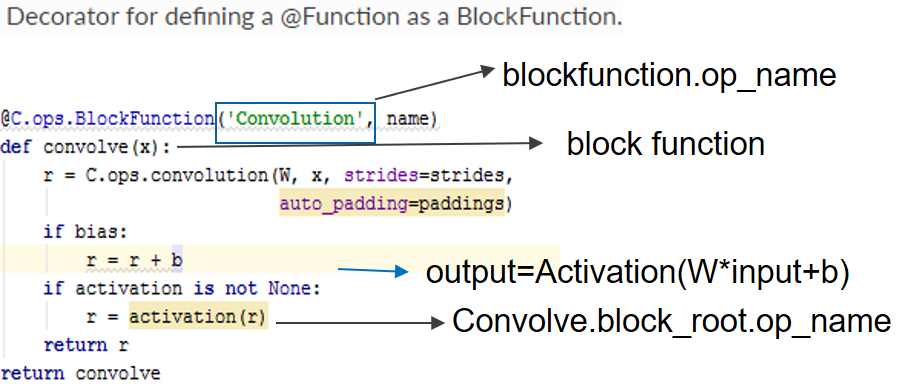 Decorator for defining a @Function as a BlockFunction.
blockfunction.op_name
@C.ops.BlockFunction('Convolution', name)
def convolve(x):
block function
r = C.ops.convolution(W, x, strides=strides,
auto_padding=paddings)
if bias:
r = r + b
output=Activation(W*input+b)
if activation is not None:
r = activation(r)
Convolve.block_root.op_name
return r
return convolve